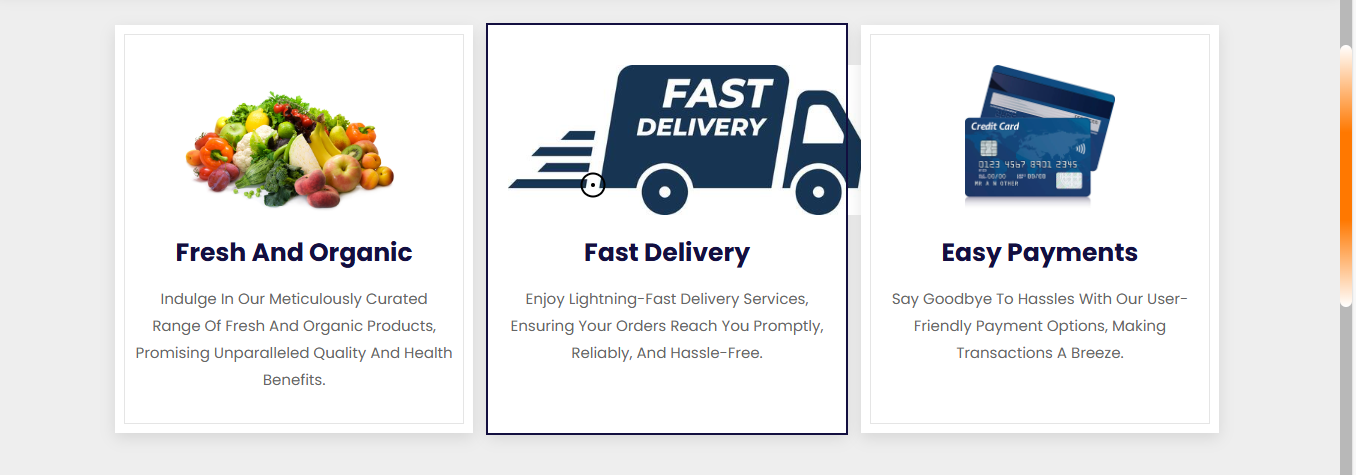 Fresh And Organic
Indulge In Our Meticulously Curated
Range Of Fresh And Organic Products,
Promising Unparalleled Quality And Health
Benefits.
FAST
DELIVERY
Fast Delivery
Enjoy Lightning-Fast Delivery Services,
Ensuring Your Orders Reach You Promptly,
Reliably, And Hassle-Free.
Credit Card
0123 4567 8901 2345
MR A N OTHER
Easy Payments
Say Goodbye To Hassles With Our User-
Friendly Payment Options, Making
Transactions A Breeze.